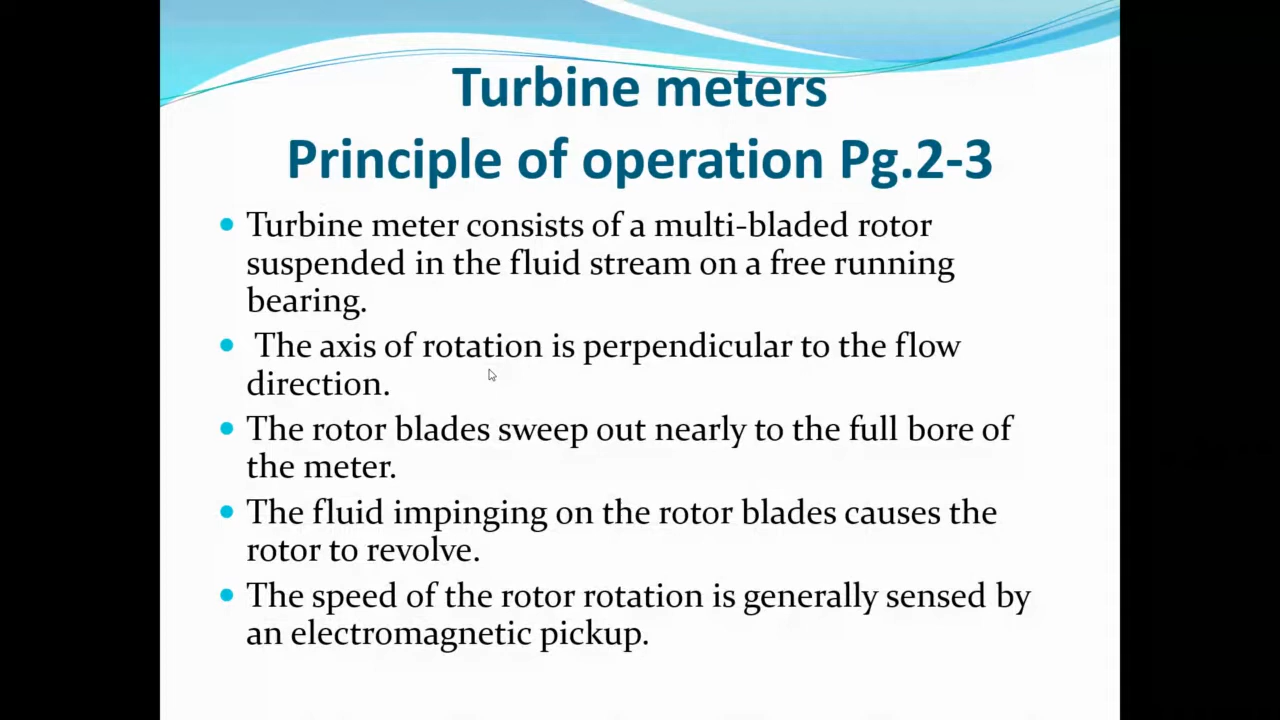 Turbine meters
Principle of operation Pg.2-3
• Turbine meter consists of a multi-bladed rotor
suspended in the fluid stream on a free running
bearing.
• The axis of rotation is perpendicular to the flow
direction.
• The rotor blades sweep out nearly to the full bore of
the meter.
• The fluid impinging on the rotor blades causes the
rotor to revolve.
• The speed of the rotor rotation is generally sensed by
an electromagnetic pickup.